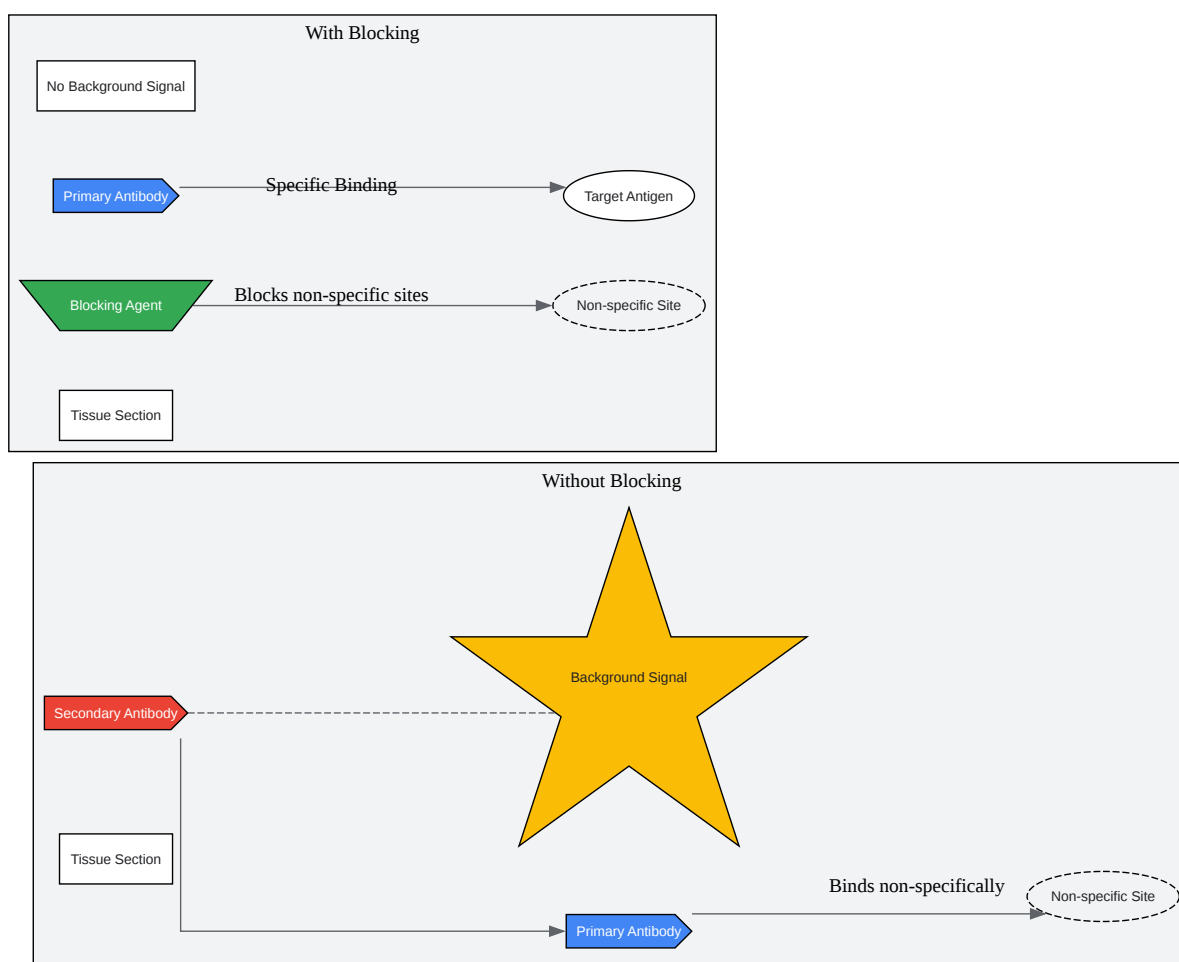 With Blocking
No Background Signal
Primary Antibody
Specific Binding
Target Antigen
Blocking Agent
Blocks non-specific sites
Non-specific Site
Tissue Section
Without Blocking
Background Signal
Secondary Antibody
Tissue Section
Binds non-specifically
Non-specific Site
Primary Antibody